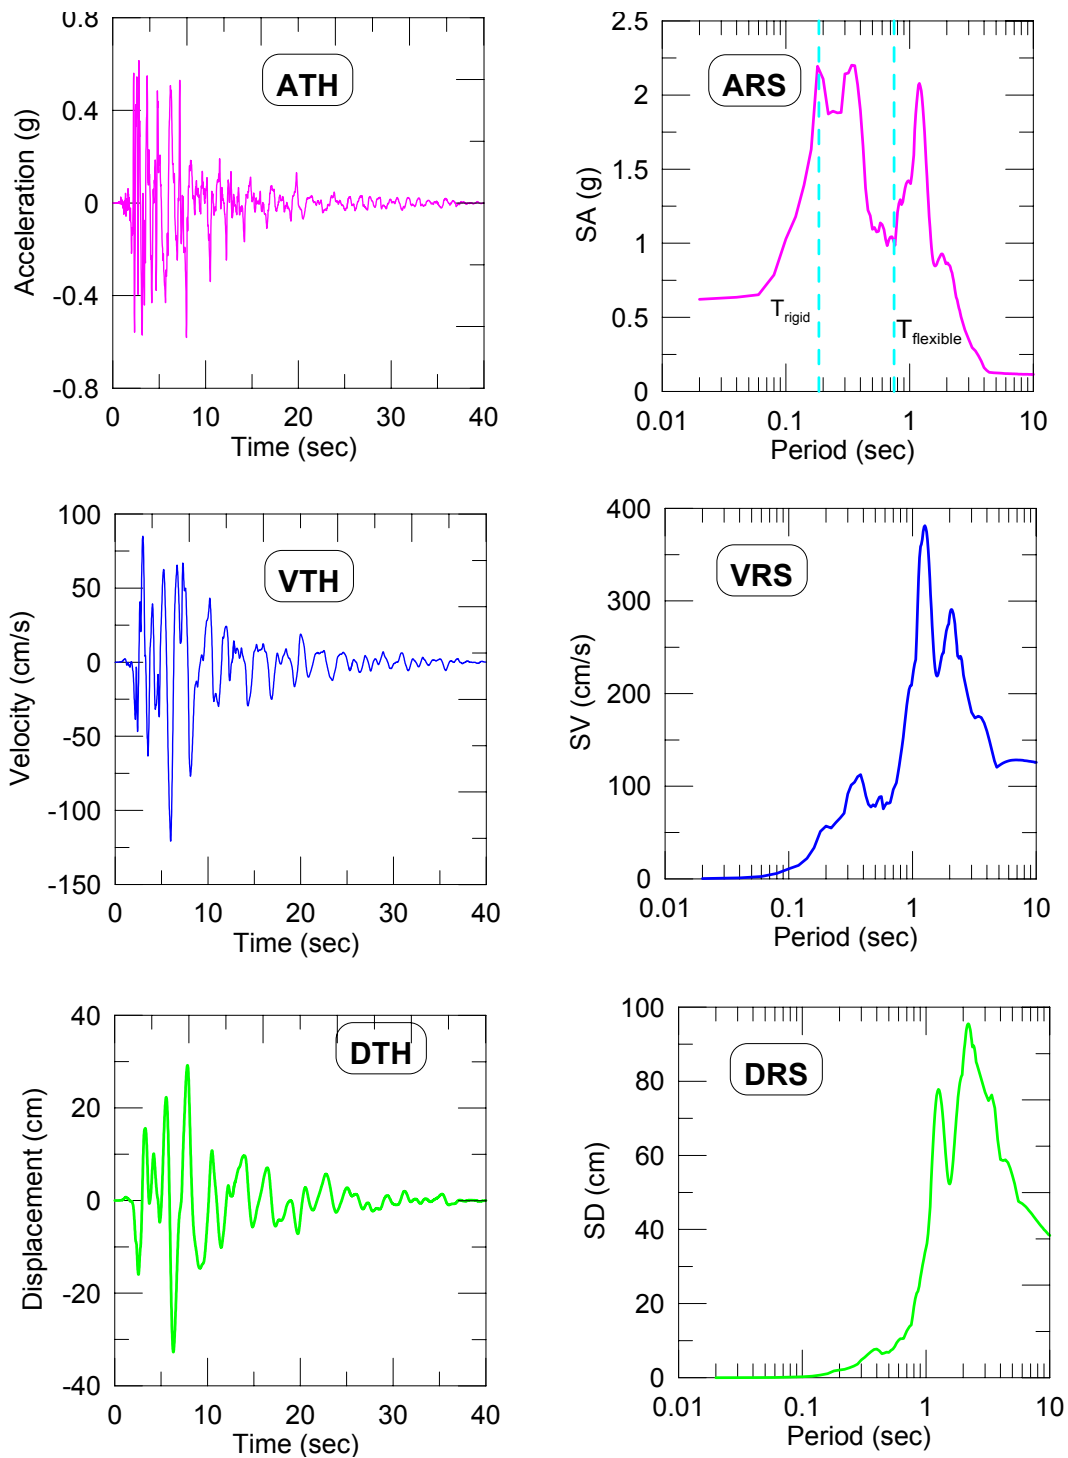 0.8
0.4
0
-0.4
-0.8
Acceleration (g)
ATH
0 10 20 30 40
Time (sec)
2.5
2
1.5
1
0.5
0
SA (g)
ARS
T rigid
T flexible
0.01 0.1 1 10
Period (sec)
100
50
0
-50
-100
-150
Velocity (cm/s)
VTH
0 10 20 30 40
Time (sec)
400
300
200
100
0
SV (cm/s)
VRS
0.01 0.1 1 10
Period (sec)
40
20
0
-20
-40
Displacement (cm)
DTH
0 10 20 30 40
Time (sec)
100
80
60
40
20
0
SD (cm)
DRS
0.01 0.1 1 10
Period (sec)